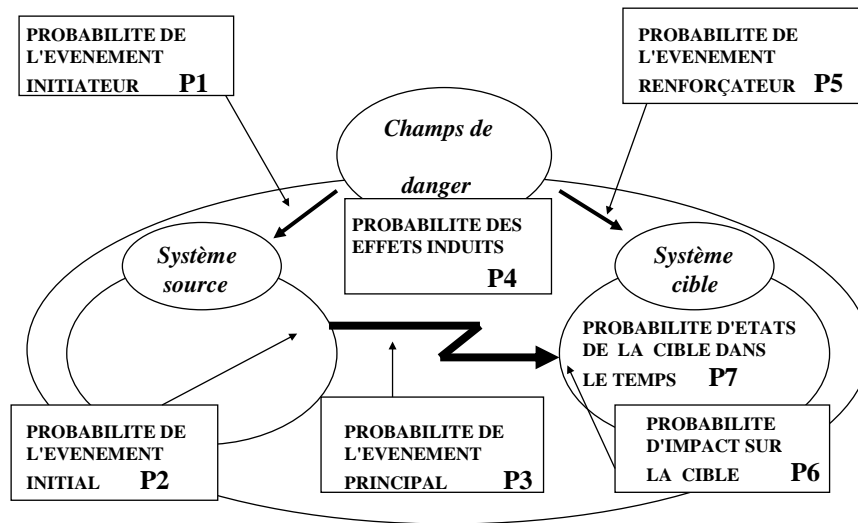 PROBABILITE DE
L'EVENEMENT
INITIATEUR P1
PROBABILITE DE
L'EVENEMENT
RENFORÇATEUR P5
Champs de
danger
PROBABILITE DES
EFFETS INDUITS
P4
Système
source
Système
cible
PROBABILITE D'ETATS
DE LA CIBLE DANS
LE TEMPS P7
PROBABILITE DE
L'EVENEMENT
INITIAL P2
PROBABILITE DE
L'EVENEMENT
PRINCIPAL P3
PROBABILITE
D'IMPACT SUR
LA CIBLE P6